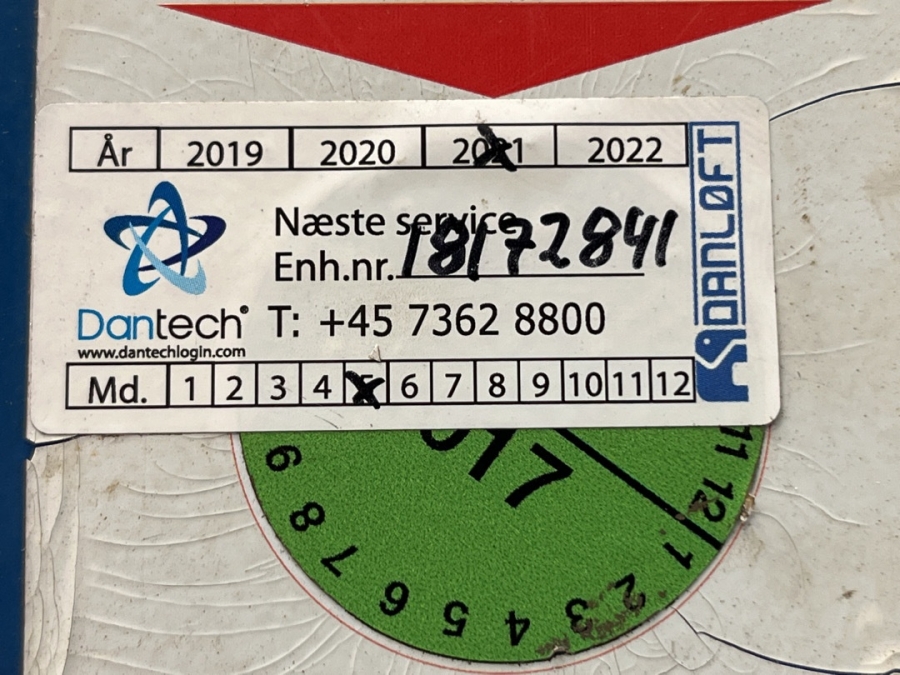 År 2019 2020 2021 2022
Næste service
Enh.nr. 18172841
Dantech
T: +45 7362 8800
www.dantechlogin.com
Md. 1 2 3 4 5 6 7 8 9 10 11 12
DANLØFT
11 12 1 2 3 4 5 6 7 8 9